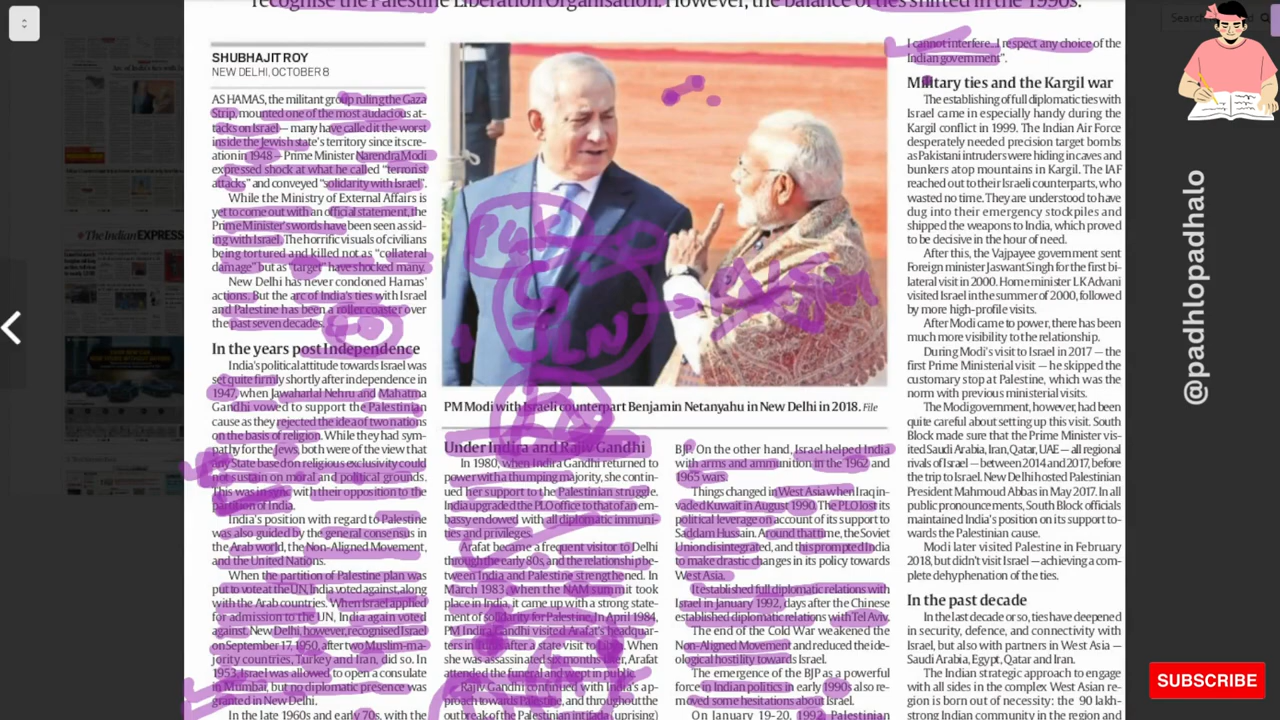 recognise the Palestine Liberation Organisation. However, the balance of ties shifted in the 1990s.
SHUBHAJIT ROY
NEW DELHI, OCTOBER 8
AS HAMAS, the militant group ruling the Gaza
Strip, mounted one of the most audacious at-
tacks on Israel — many have called it the worst
inside the Jewish state's territory since its cre-
ation in 1948 — Prime Minister Narendra Modi
expressed shock at what he called "terrorist
attacks" and conveyed "solidarity with Israel".
While the Ministry of External Affairs is
yet to come out with an official statement, the
Prime Minister's words have been seen as sid-
ing with Israel. The horrific visuals of civilians
being tortured and killed not as "collateral
damage" but as "target" have shocked many.
New Delhi has never condoned Hamas'
actions. But the arc of India's ties with Israel
and Palestine has been a roller coaster over
the past seven decades.
In the years post Independence
India's political attitude towards Israel was
set quite firmly shortly after independence in
1947, when Jawaharlal Nehru and Mahatma
Gandhi vowed to support the Palestinian
cause as they rejected the idea of two nations
on the basis of religion. While they had sym-
pathy for the Jews, both were of the view that
any State based on religious exclusivity could
not sustain on moral and political grounds.
This was in sync with their opposition to the
partition of India.
India's position with regard to Palestine
was also guided by the general consensus in
the Arab world, the Non-Aligned Movement,
and the United Nations.
When the partition of Palestine plan was
put to vote at the UN, India voted against, along
with the Arab countries. When Israel applied
for admission to the UN, India again voted
against. New Delhi, however, recognised Israel
on September 17, 1950, after two Muslim-ma-
jority countries, Turkey and Iran, did so. In
1953, Israel was allowed to open a consulate
in Mumbai, but no diplomatic presence was
granted in New Delhi.
In the late 1960s and early 70s, with the
PM Modi with Israeli counterpart Benjamin Netanyahu in New Delhi in 2018. File
Under Indira and Rajiv Gandhi
In 1980, when Indira Gandhi returned to
power with a thumping majority, she contin-
ued her support to the Palestinian struggle.
India upgraded the PLO office to that of an em-
bassy endowed with all diplomatic immuni-
ties and privileges.
Arafat became a frequent visitor to Delhi
through the early 80s, and the relationship be-
tween India and Palestine strengthened. In
March 1983, when the NAM summit took
place in India, it came up with a strong state-
ment of solidarity for Palestine. In April 1984,
PM Indira Gandhi visited Arafat's headquar-
ters in Tunis after a state visit to Libya. When
she was assassinated six months later, Arafat
attended the funeral and wept in public.
Rajiv Gandhi continued with India's ap-
proach towards Palestine, and throughout the
outbreak of the Palestinian intifada (uprising)
BJP. On the other hand, Israel helped India
with arms and ammunition in the 1962 and
1965 wars.
Things changed in West Asia when Iraq in-
vaded Kuwait in August 1990. The PLO lost its
political leverage on account of its support to
Saddam Hussain. Around that time, the Soviet
Union disintegrated, and this prompted India
to make drastic changes in its policy towards
West Asia.
It established full diplomatic relations with
Israel in January 1992, days after the Chinese
established diplomatic relations with Tel Aviv.
The end of the Cold War weakened the
Non-Aligned Movement and reduced the ide-
ological hostility towards Israel.
The emergence of the BJP as a powerful
force in Indian politics in early 1990s also re-
moved some hesitations about Israel.
On January 19-20, 1992, Palestinian
I cannot interfere. I respect any choice of the
Indian government".
Military ties and the Kargil war
The establishing of full diplomatic ties with
Israel came in especially handy during the
Kargil conflict in 1999. The Indian Air Force
desperately needed precision target bombs
as Pakistani intruders were hiding in caves and
bunkers atop mountains in Kargil. The IAF
reached out to their Israeli counterparts, who
wasted no time. They are understood to have
dug into their emergency stockpiles and
shipped the weapons to India, which proved
to be decisive in the hour of need.
After this, the Vajpayee government sent
Foreign minister Jaswant Singh for the first bi-
lateral visit in 2000. Home minister L K Advani
visited Israel in the summer of 2000, followed
by more high-profile visits.
After Modi came to power, there has been
much more visibility to the relationship.
During Modi's visit to Israel in 2017 — the
first Prime Ministerial visit — he skipped the
customary stop at Palestine, which was the
norm with previous ministerial visits.
The Modi government, however, had been
quite careful about setting up this visit. South
Block made sure that the Prime Minister vis-
ited Saudi Arabia, Iran, Qatar, UAE — all regional
rivals of Israel — between 2014 and 2017, before
the trip to Israel. New Delhi hosted Palestinian
President Mahmoud Abbas in May 2017. In all
public pronouncements, South Block officials
maintained India's position on its support to-
wards the Palestinian cause.
Modi later visited Palestine in February
2018, but didn't visit Israel — achieving a com-
plete dehyphenation of the ties.
In the past decade
In the last decade or so, ties have deepened
in security, defence, and connectivity with
Israel, but also with partners in West Asia —
Saudi Arabia, Egypt, Qatar and Iran.
The Indian strategic approach to engage
with all sides in the complex West Asian re-
gion is born out of necessity: the 90 lakh-
strong Indian community in the region and
The Indian EXPRESS
Search
@padhlopadhalo
SUBSCRIBE